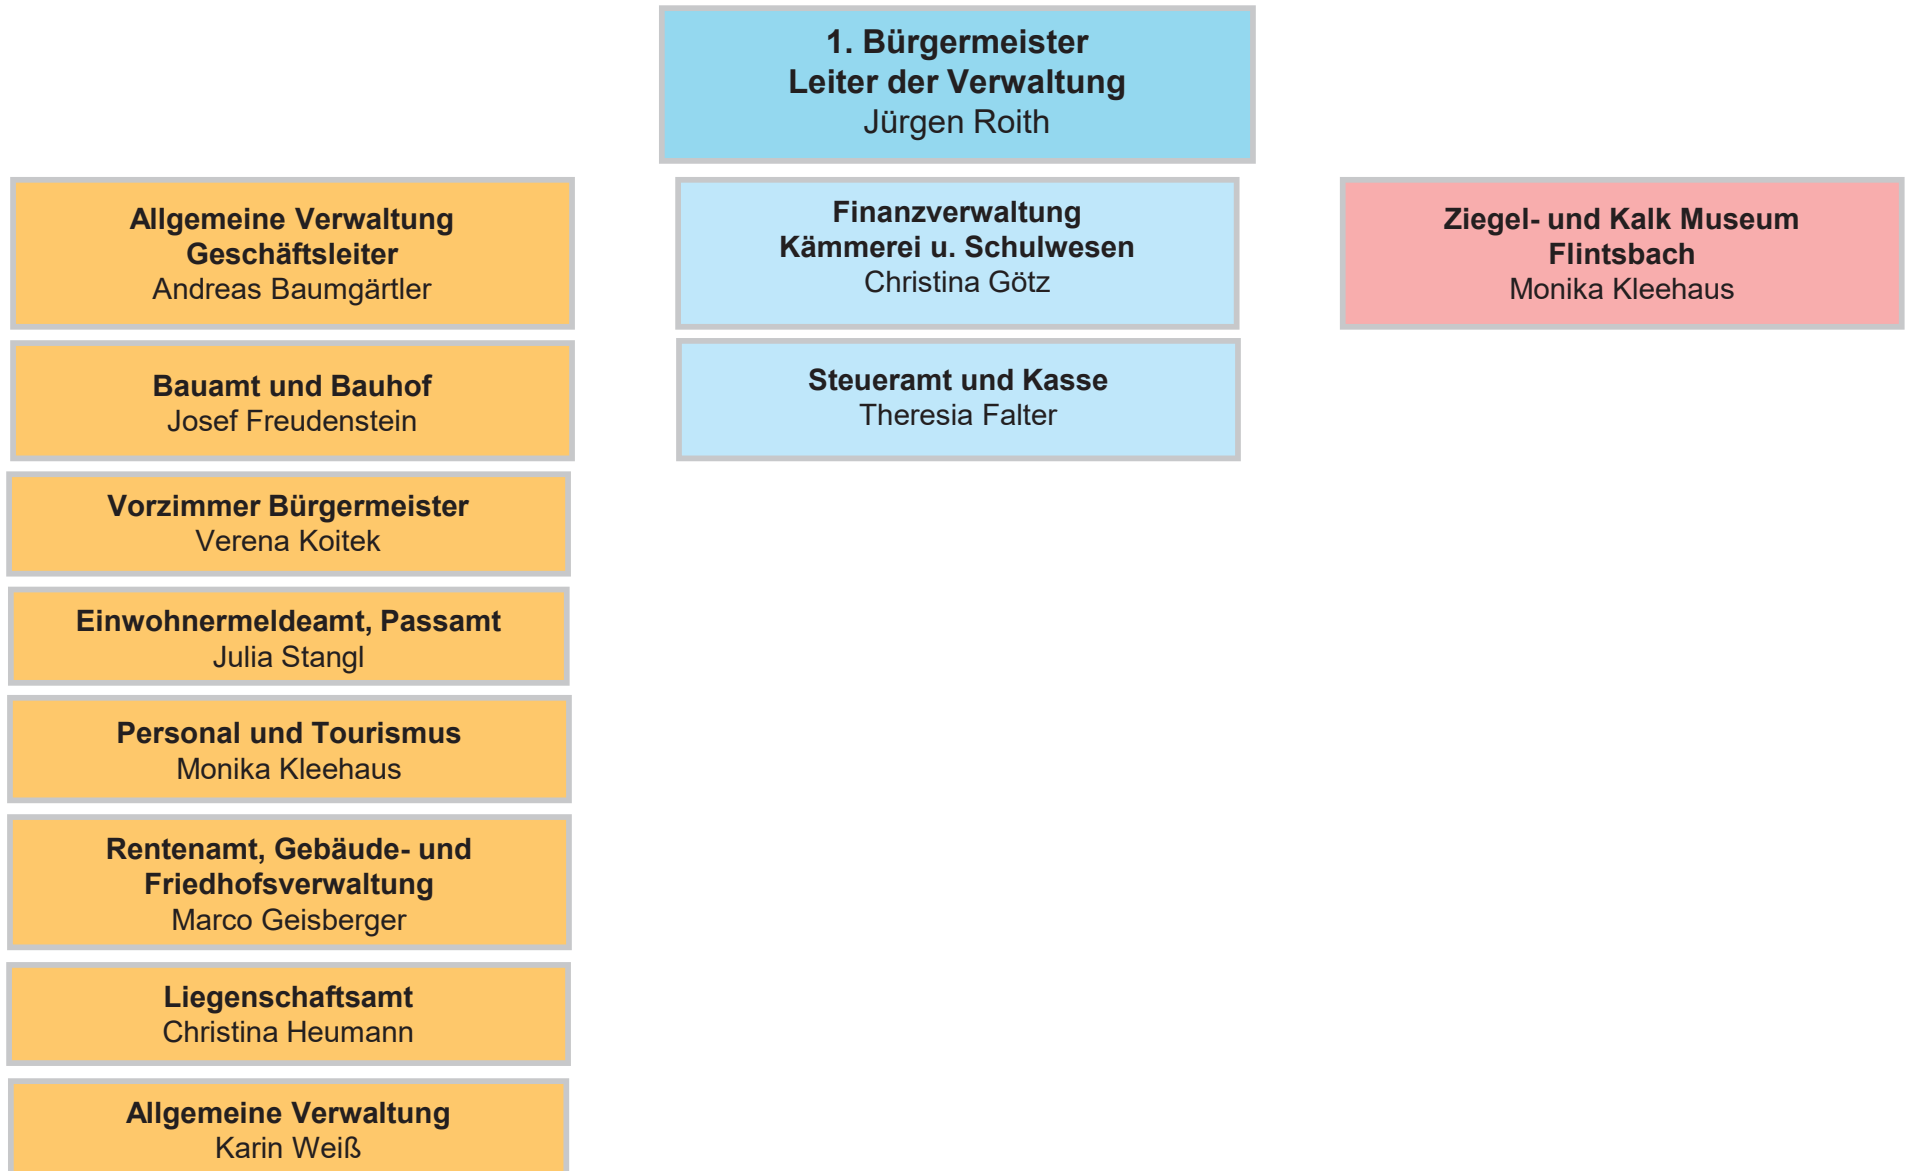 1. Bürgermeister
Leiter der Verwaltung
Jürgen Roith
Allgemeine Verwaltung
Geschäftsleiter
Andreas Baumgärtler
Bauamt und Bauhof
Josef Freudenstein
Vorzimmer Bürgermeister
Verena Koitek
Einwohnermeldeamt, Passamt
Julia Stangl
Personal und Tourismus
Monika Kleehaus
Rentenamt, Gebäude- und
Friedhofsverwaltung
Marco Geisberger
Liegenschaftsamt
Christina Heumann
Allgemeine Verwaltung
Karin Weiß
Finanzverwaltung
Kämmerei u. Schulwesen
Christina Götz
Steueramt und Kasse
Theresia Falter
Ziegel- und Kalk Museum
Flintsbach
Monika Kleehaus